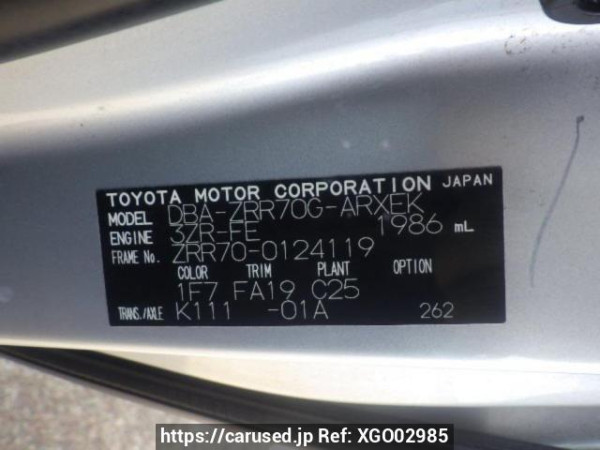 TOYOTA MOTOR CORPORATION JAPAN
MODEL DBA-ZRR70G-ARXEK
ENGINE 3ZR-FE 1986 mL
FRAME No. ZRR70-0124119
COLOR TRIM PLANT OPTION
1F7 FA19 C25
TRANS./AXLE K111 -01A 262
https://carused.jp Ref: XGO002985